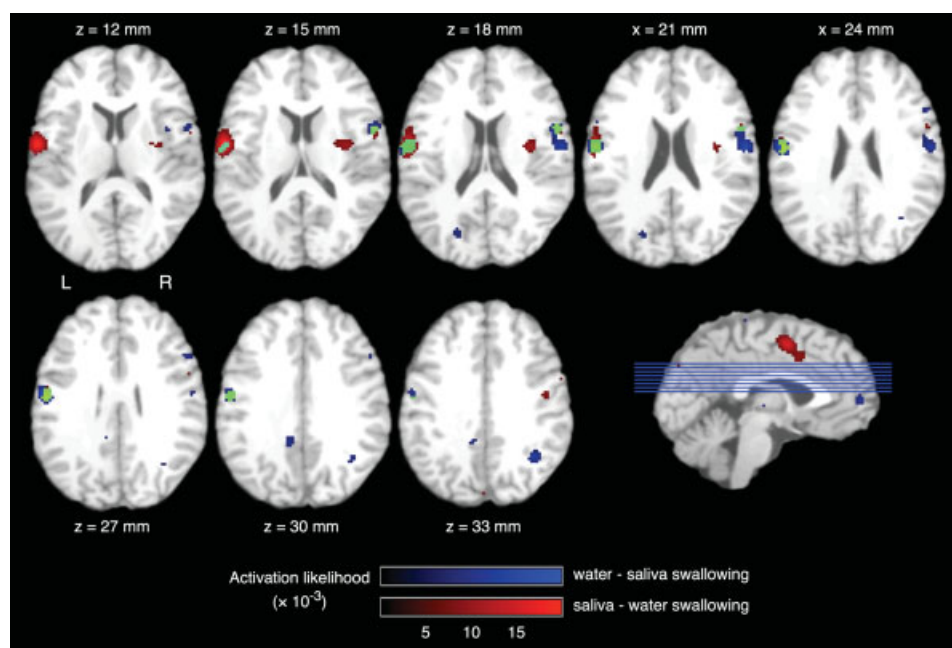 z = 12 mm
z = 15 mm
z = 18 mm
x = 21 mm
x = 24 mm
L
R
z = 27 mm
z = 30 mm
z = 33 mm
Activation likelihood
(× 10⁻³)
water - saliva swallowing
saliva - water swallowing
5 10 15